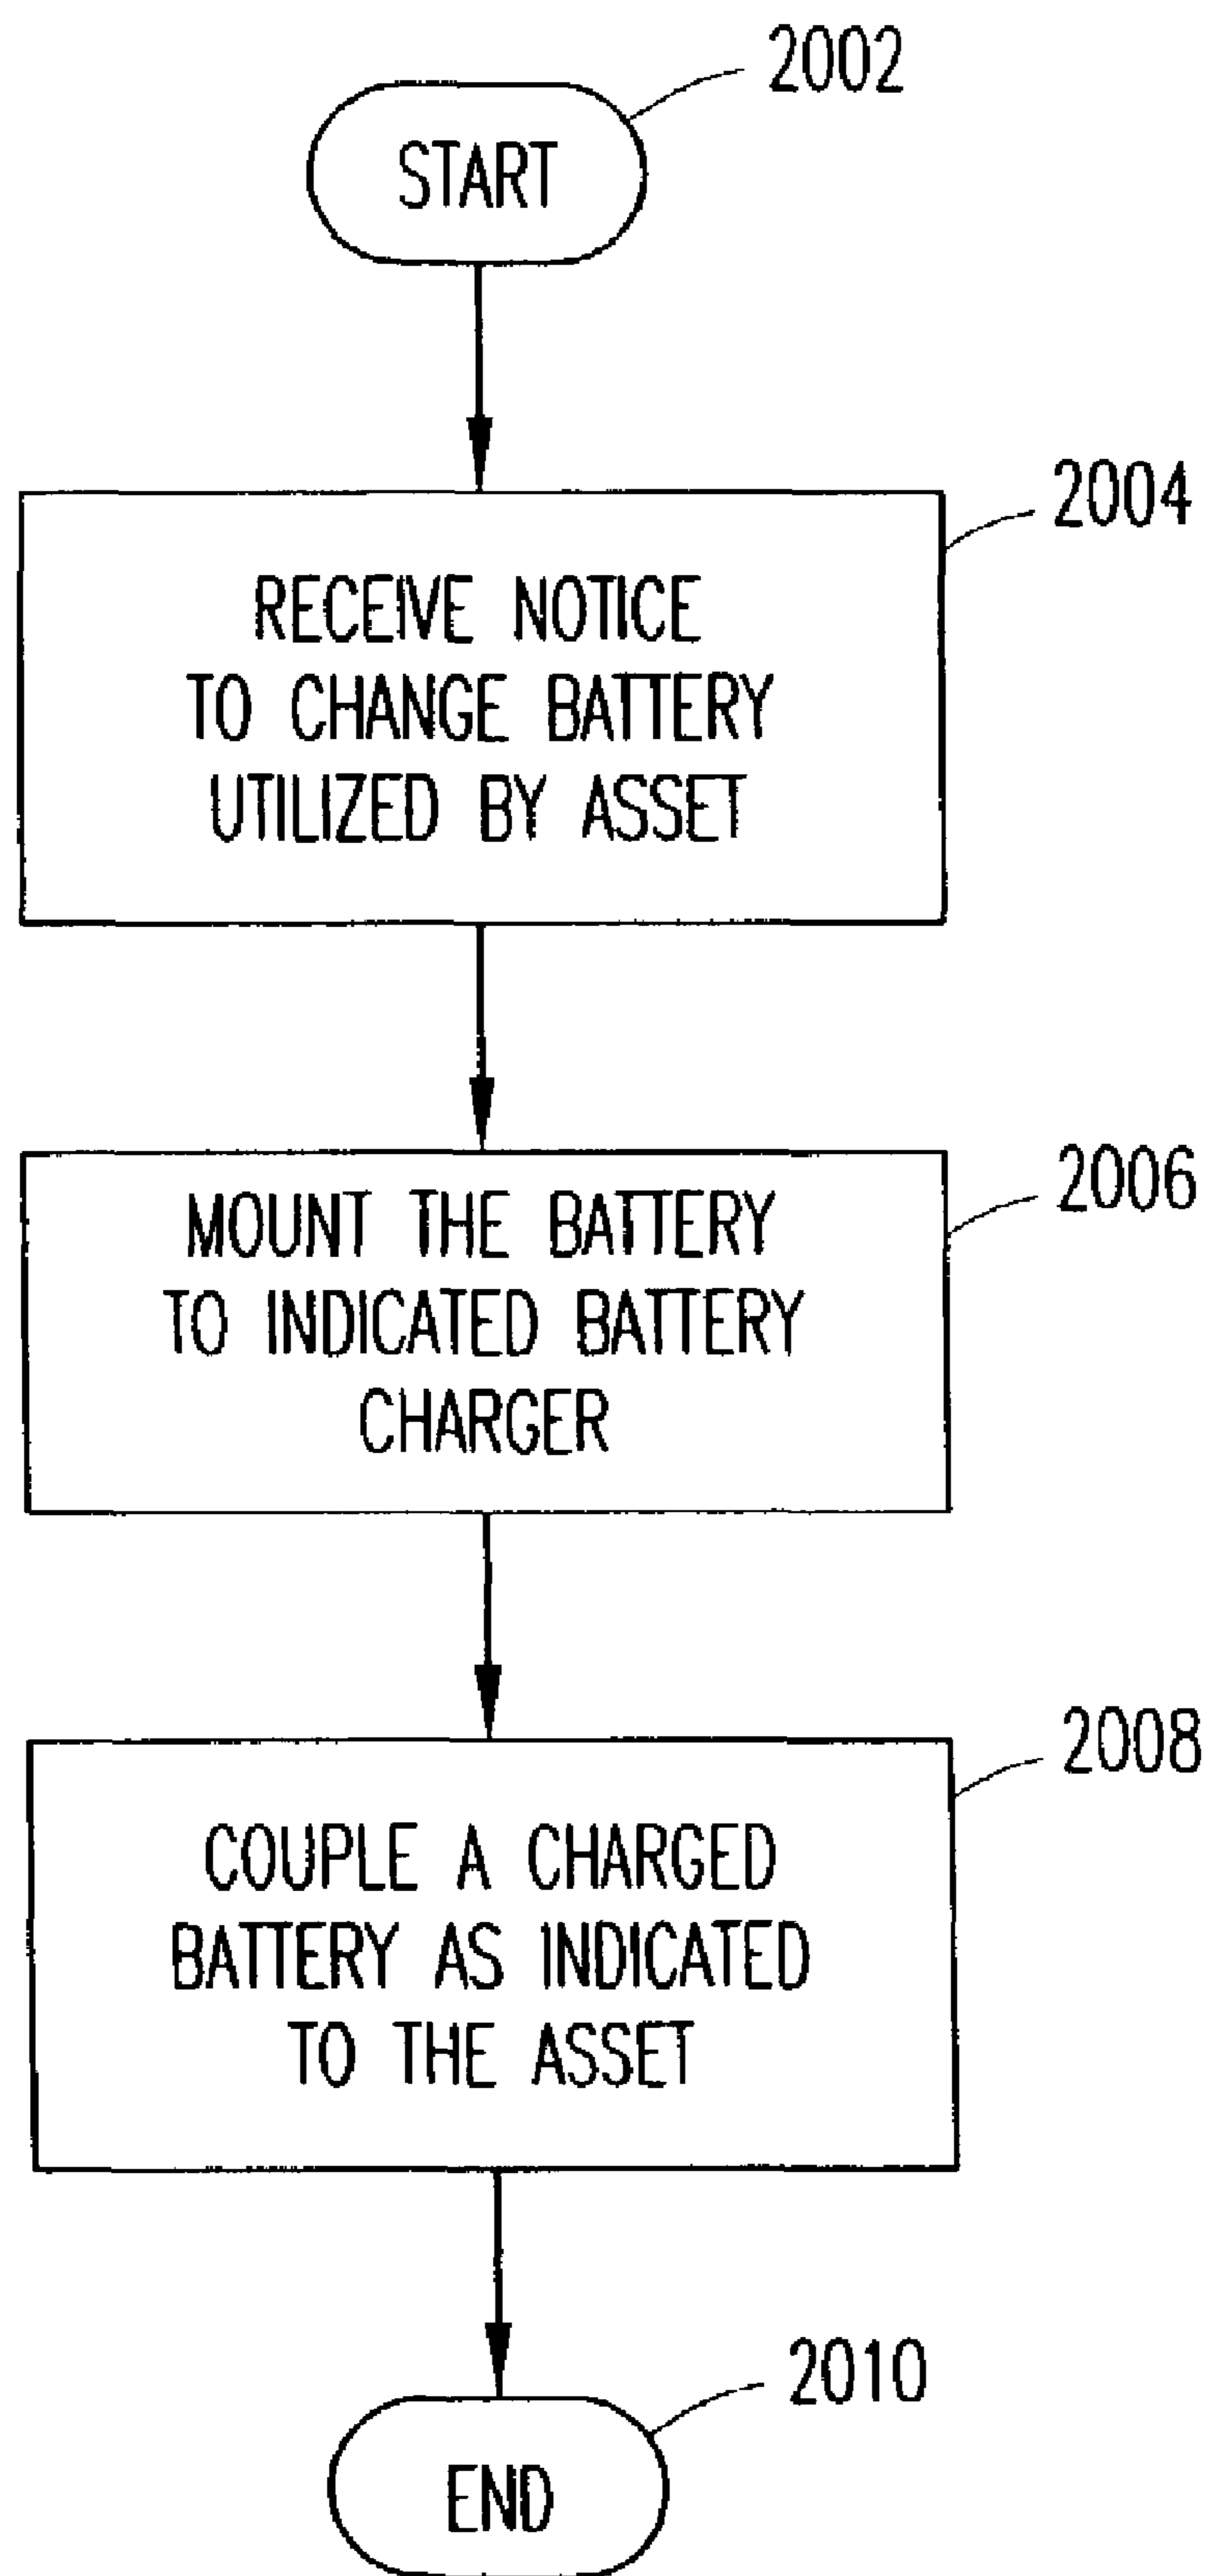 2002
START
2004
RECEIVE NOTICE
TO CHANGE BATTERY
UTILIZED BY ASSET
2006
MOUNT THE BATTERY
TO INDICATED BATTERY
CHARGER
2008
COUPLE A CHARGED
BATTERY AS INDICATED
TO THE ASSET
2010
END